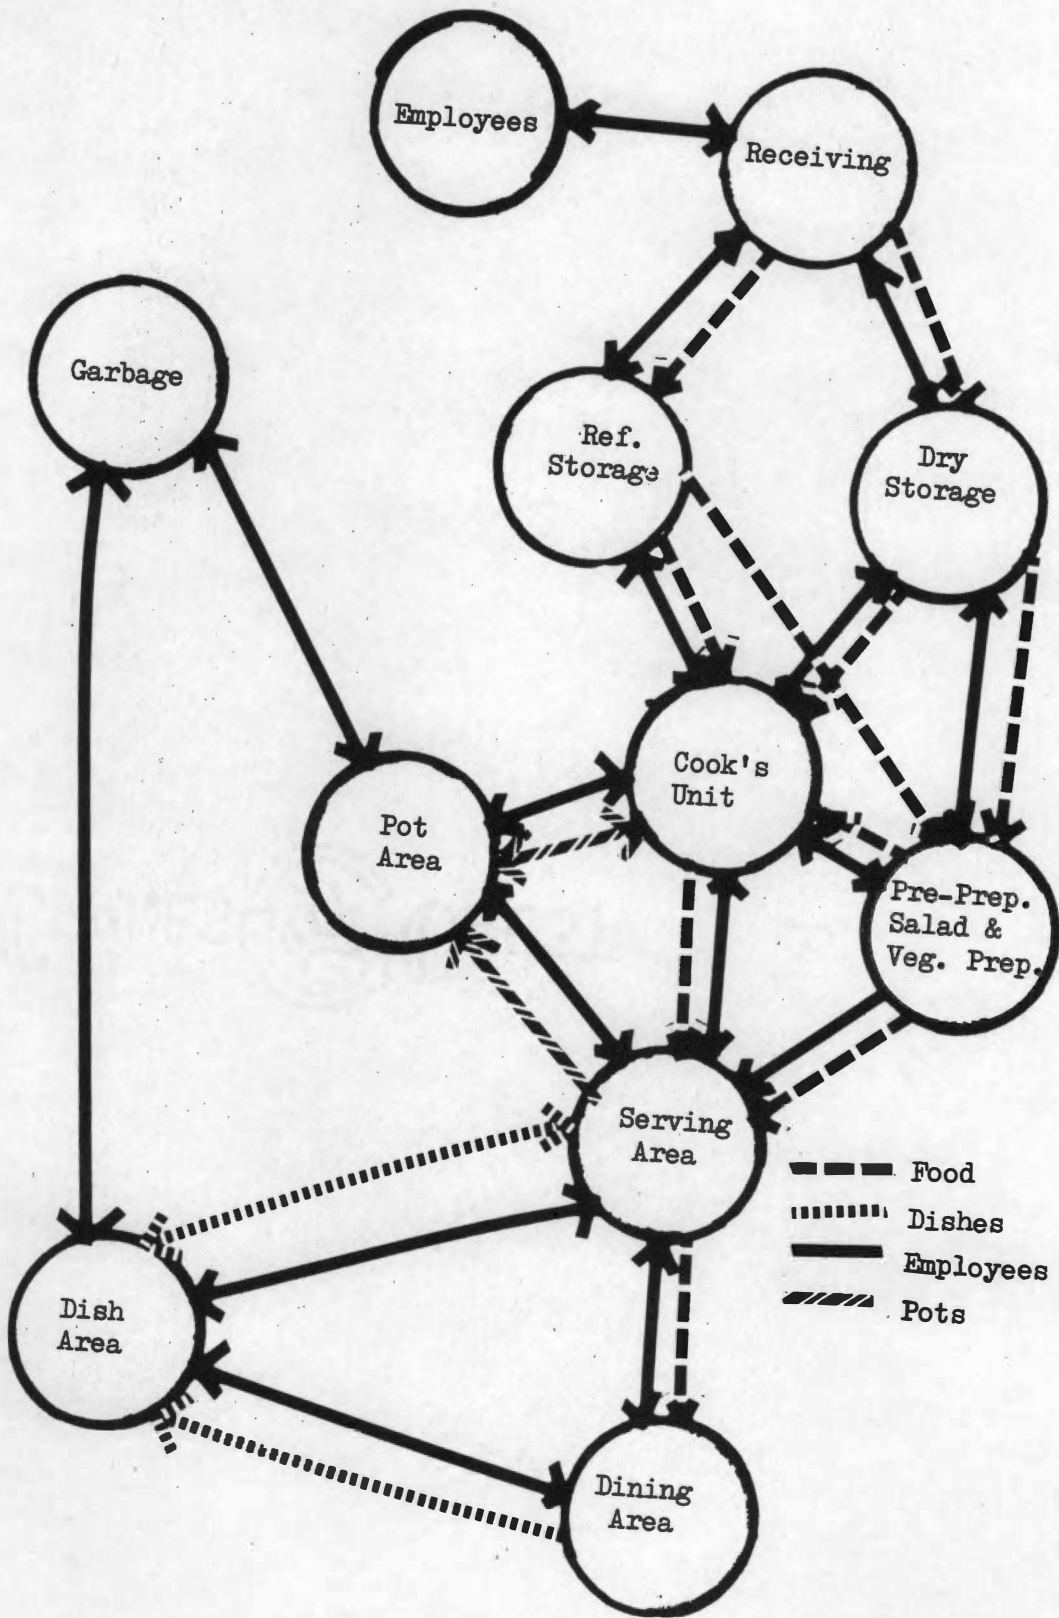 Employees
Receiving
Garbage
Ref.
Storage
Dry
Storage
Cook's
Unit
Pot
Area
Pre-Prep.
Salad &
Veg. Prep.
Serving
Area
Food
Dishes
Employees
Pots
Dish
Area
Dining
Area